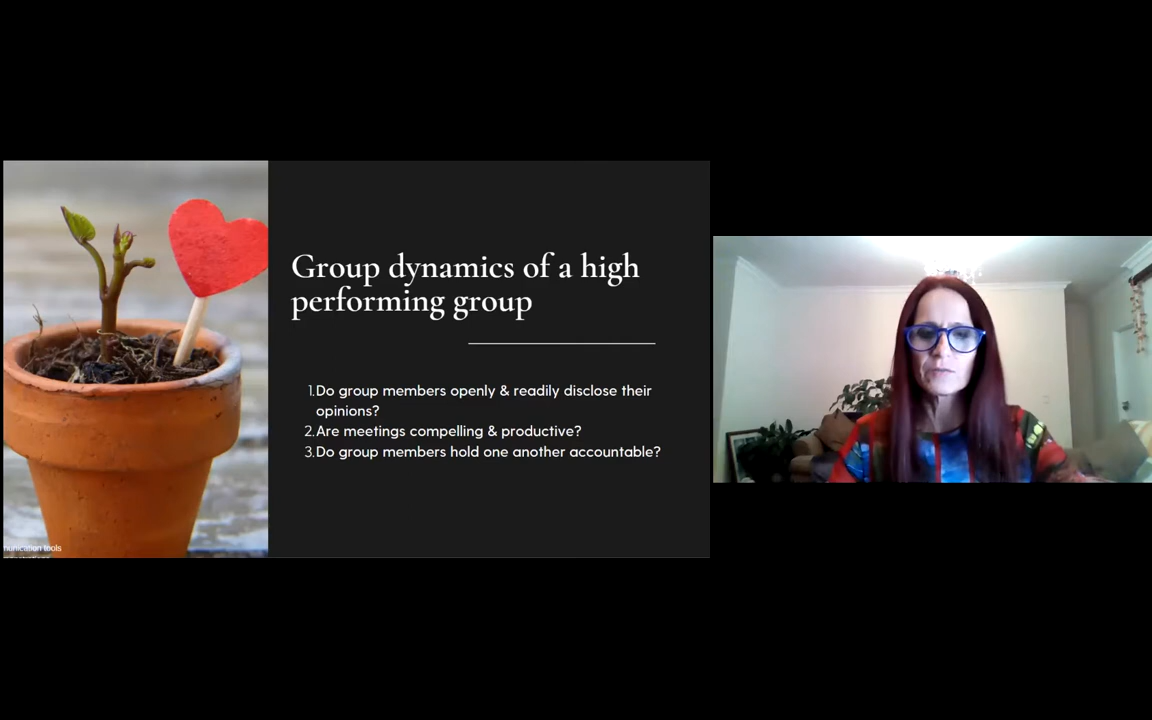 Group dynamics of a high
performing group
1.Do group members openly & readily disclose their
opinions?
2.Are meetings compelling & productive?
3.Do group members hold one another accountable?
tools